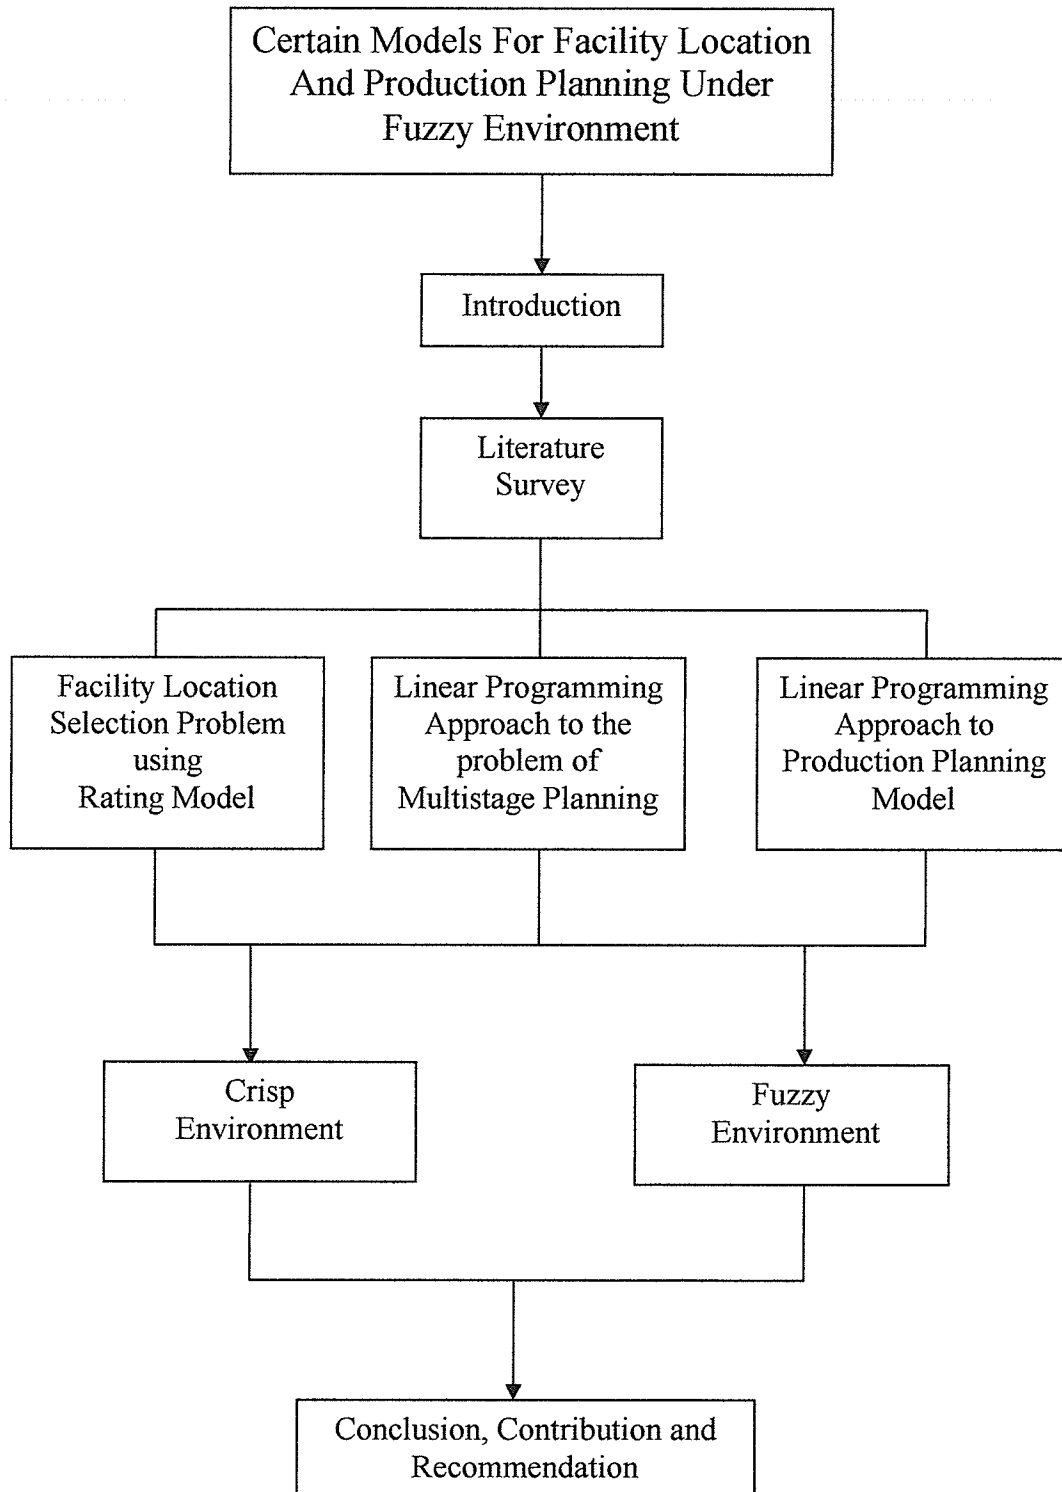 Certain Models For Facility Location
And Production Planning Under
Fuzzy Environment
Introduction
Literature
Survey
Facility Location
Selection Problem
using
Rating Model
Linear Programming
Approach to the
problem of
Multistage Planning
Linear Programming
Approach to
Production Planning
Model
Crisp
Environment
Fuzzy
Environment
Conclusion, Contribution and
Recommendation